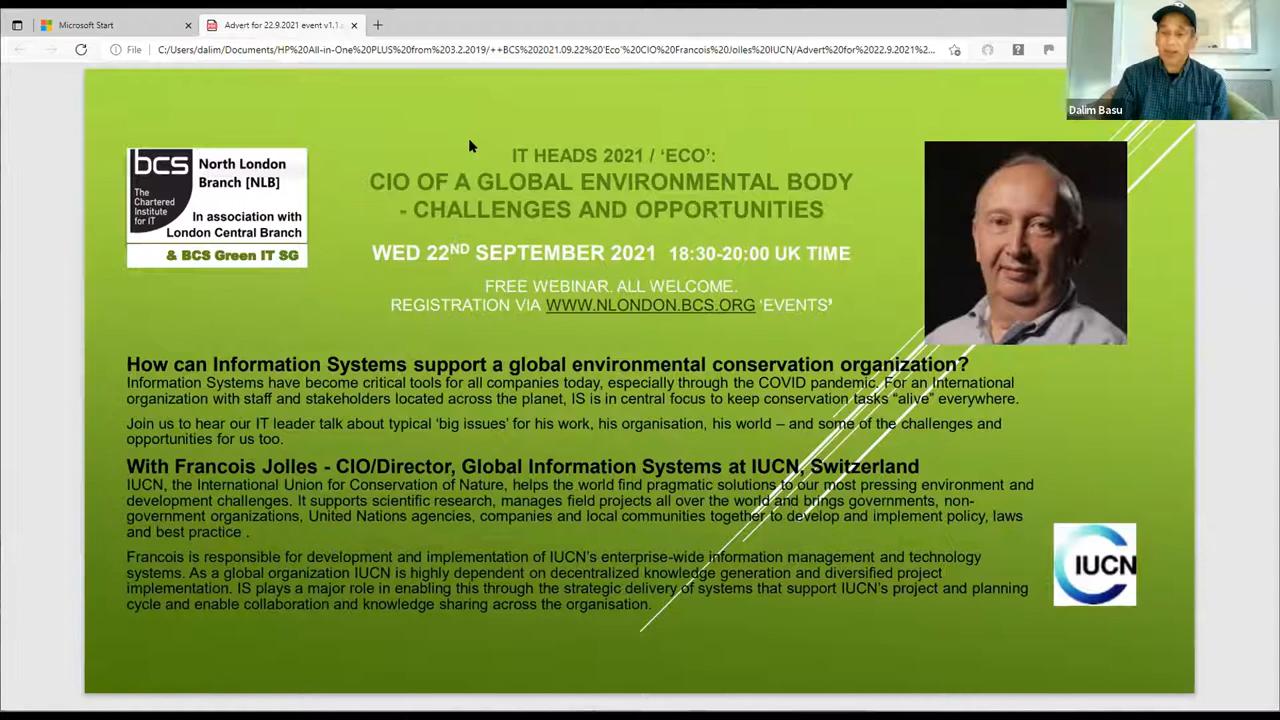 Microsoft Start
Advert for 22.9.2021 event v1.1.
File
C:/Users/dalim/Documents/HP%20All-in-One%20PLUS%20from%203.2.2019/++BCS%202021.09.22%20'Eco'%20CIO%20Francois%20Jolles%20IUCN/Advert%20for%2022.9.2021%2...
Dalim Basu
bcs
The
Chartered
Institute
for IT
North London
Branch [NLB]
In association with
London Central Branch
& BCS Green IT SG
IT HEADS 2021 / 'ECO':
CIO OF A GLOBAL ENVIRONMENTAL BODY
- CHALLENGES AND OPPORTUNITIES
WED 22ND SEPTEMBER 2021 18:30-20:00 UK TIME
FREE WEBINAR. ALL WELCOME.
REGISTRATION VIA WWW.NLONDON.BCS.ORG 'EVENTS'
How can Information Systems support a global environmental conservation organization?
Information Systems have become critical tools for all companies today, especially through the COVID pandemic. For an International
organization with staff and stakeholders located across the planet, IS is in central focus to keep conservation tasks "alive" everywhere.
Join us to hear our IT leader talk about typical 'big issues' for his work, his organisation, his world – and some of the challenges and
opportunities for us too.
With Francois Jolles - CIO/Director, Global Information Systems at IUCN, Switzerland
IUCN, the International Union for Conservation of Nature, helps the world find pragmatic solutions to our most pressing environment and
development challenges. It supports scientific research, manages field projects all over the world and brings governments, non-
government organizations, United Nations agencies, companies and local communities together to develop and implement policy, laws
and best practice .
Francois is responsible for development and implementation of IUCN's enterprise-wide information management and technology
systems. As a global organization IUCN is highly dependent on decentralized knowledge generation and diversified project
implementation. IS plays a major role in enabling this through the strategic delivery of systems that support IUCN's project and planning
cycle and enable collaboration and knowledge sharing across the organisation.
IUCN